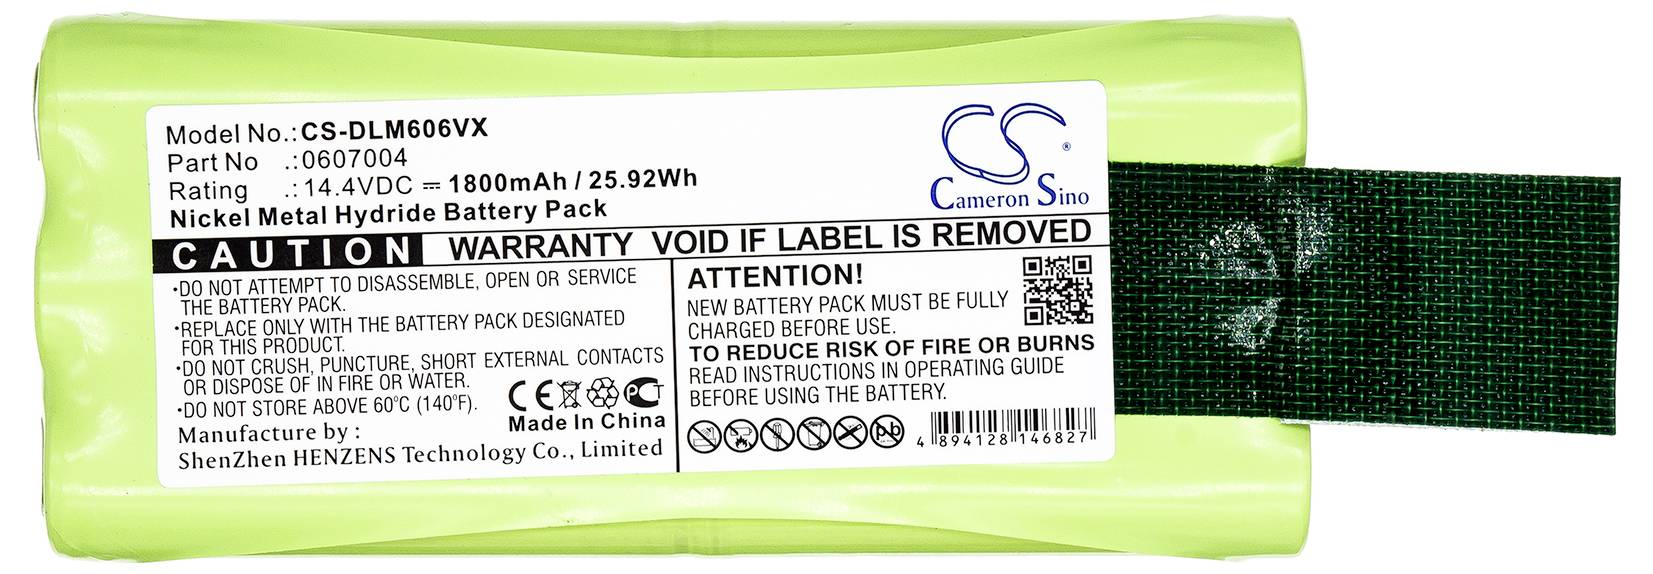 Model No.:CS-DLM606VX
Part No .:0607004
Rating .:14.4VDC ⎓ 1800mAh / 25.92Wh
Nickel Metal Hydride Battery Pack
CS ®
Cameron Sino
CAUTION WARRANTY VOID IF LABEL IS REMOVED
•DO NOT ATTEMPT TO DISASSEMBLE, OPEN OR SERVICE
THE BATTERY PACK.
•REPLACE ONLY WITH THE BATTERY PACK DESIGNATED
FOR THIS PRODUCT.
•DO NOT CRUSH, PUNCTURE, SHORT EXTERNAL CONTACTS
OR DISPOSE OF IN FIRE OR WATER.
•DO NOT STORE ABOVE 60°C (140°F).
CE PCT
Made In China
Manufacture by :
ShenZhen HENZENS Technology Co., Limited
ATTENTION!
NEW BATTERY PACK MUST BE FULLY
CHARGED BEFORE USE.
TO REDUCE RISK OF FIRE OR BURNS
READ INSTRUCTIONS IN OPERATING GUIDE
BEFORE USING THE BATTERY.
pb
4 894128 146827